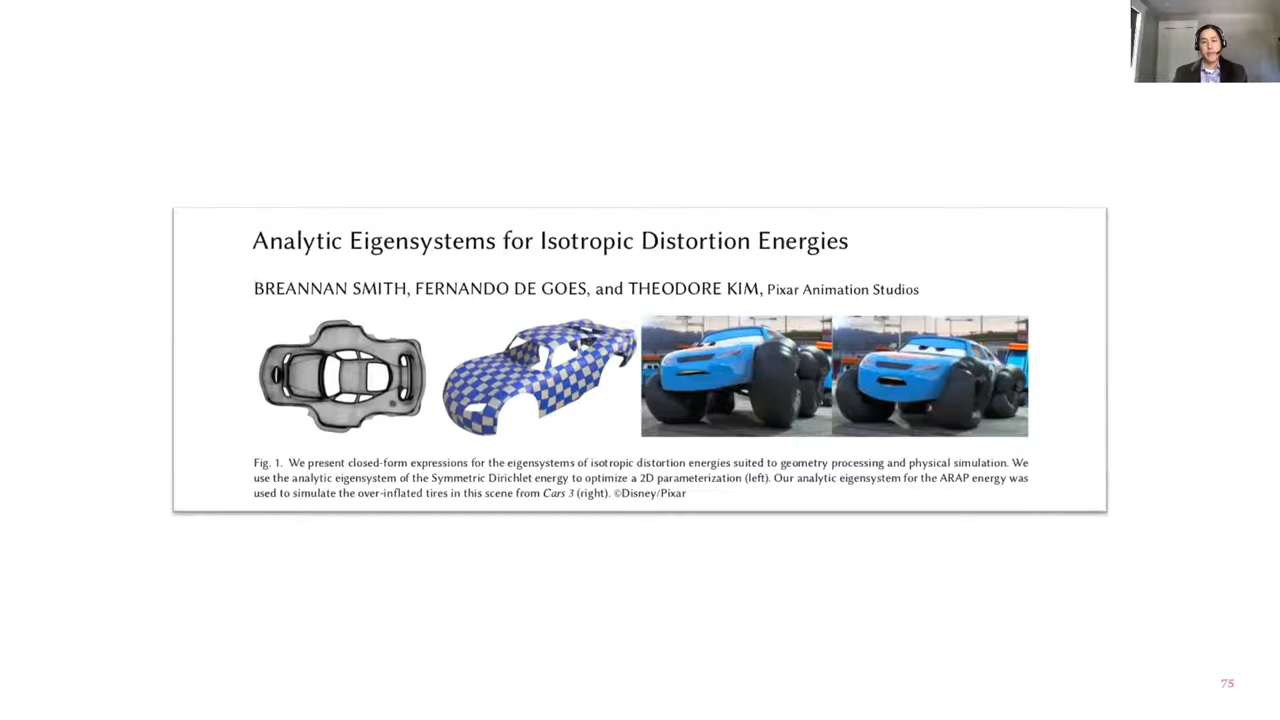 Analytic Eigensystems for Isotropic Distortion Energies
BREANNAN SMITH, FERNANDO DE GOES, and THEODORE KIM, Pixar Animation Studios
Fig. 1. We present closed-form expressions for the eigensystems of isotropic distortion energies suited to geometry processing and physical simulation. We
use the analytic eigensystem of the Symmetric Dirichlet energy to optimize a 2D parameterization (left). Our analytic eigensystem for the ARAP energy was
used to simulate the over-inflated tires in this scene from Cars 3 (right). ©Disney/Pixar
75